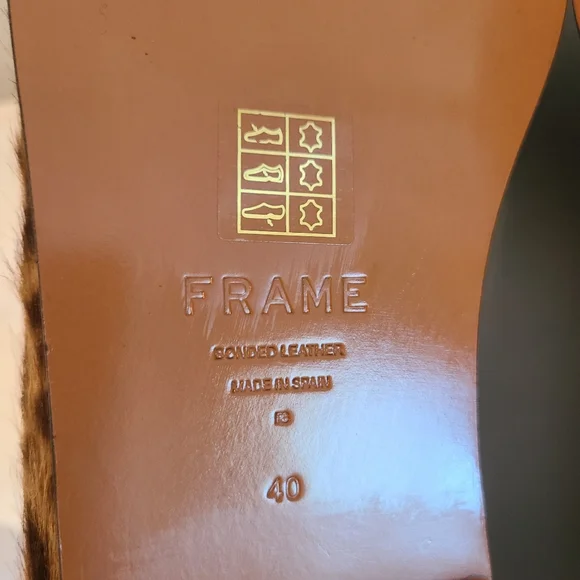 FRAME
BONDED LEATHER
MADE IN SPAIN
40